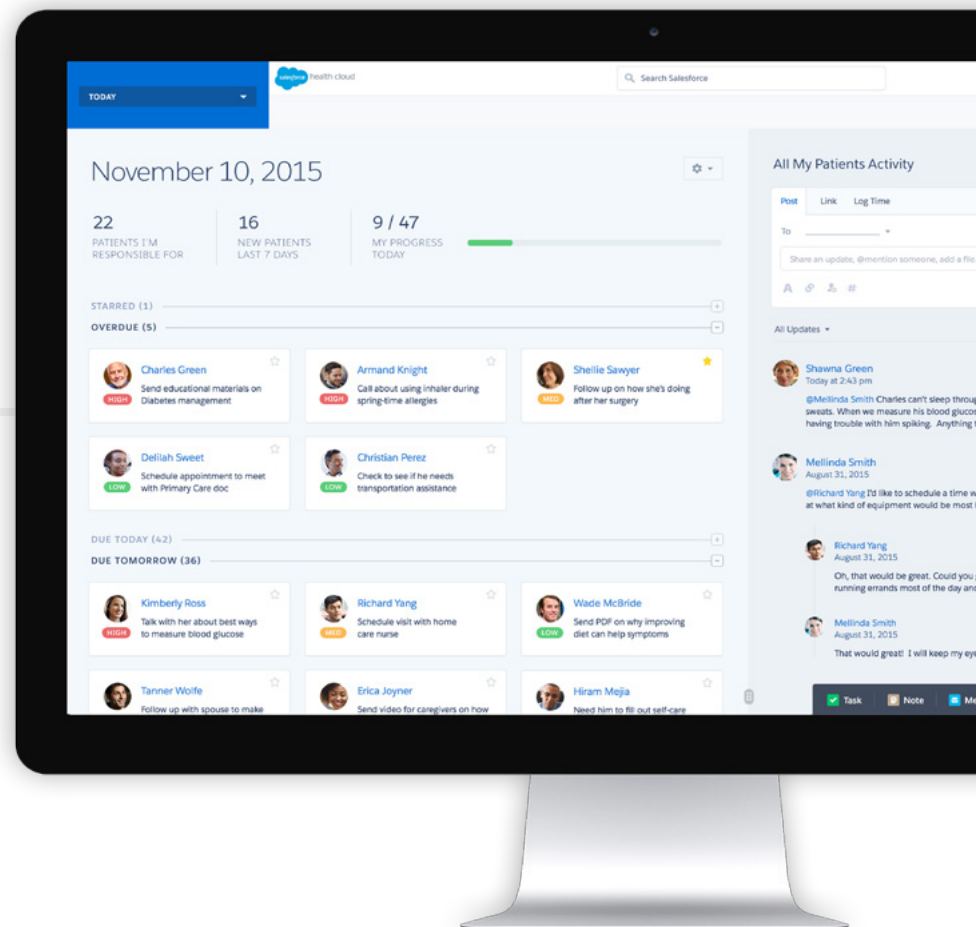 salesforce health cloud
Search Salesforce
TODAY
November 10, 2015
22
PATIENTS I'M
RESPONSIBLE FOR
16
NEW PATIENTS
LAST 7 DAYS
9 / 47
MY PROGRESS
TODAY
STARRED (1)
OVERDUE (5)
Charles Green
HIGH
Send educational materials on
Diabetes management
Armand Knight
HIGH
Call about using inhaler during
spring-time allergies
Sheilie Sawyer
MED
Follow up on how she's doing
after her surgery
Delilah Sweet
LOW
Schedule appointment to meet
with Primary Care doc
Christian Perez
LOW
Check to see if he needs
transportation assistance
DUE TODAY (42)
DUE TOMORROW (36)
Kimberly Ross
HIGH
Talk with her about best ways
to measure blood glucose
Richard Yang
MED
Schedule visit with home
care nurse
Wade McBride
LOW
Send PDF on why improving
diet can help symptoms
Tanner Wolfe
Follow up with spouse to make
Erica Joyner
Send video for caregivers on how
Hiram Mejia
Need him to fill out self-care
All My Patients Activity
Post Link Log Time
To
Share an update, @mention someone, add a file
A #
All Updates
Shawna Green
Today at 2:43 pm
@Mellinda Smith Charles can't sleep throug
sweats. When we measure his blood glucos
having trouble with him spiking. Anything t
Mellinda Smith
August 31, 2015
@Richard Yang I'd like to schedule a time w
at what kind of equipment would be most
Richard Yang
August 31, 2015
Oh, that would be great. Could you
running errands most of the day and
Mellinda Smith
August 31, 2015
That would great! I will keep my eye
Task Note Me